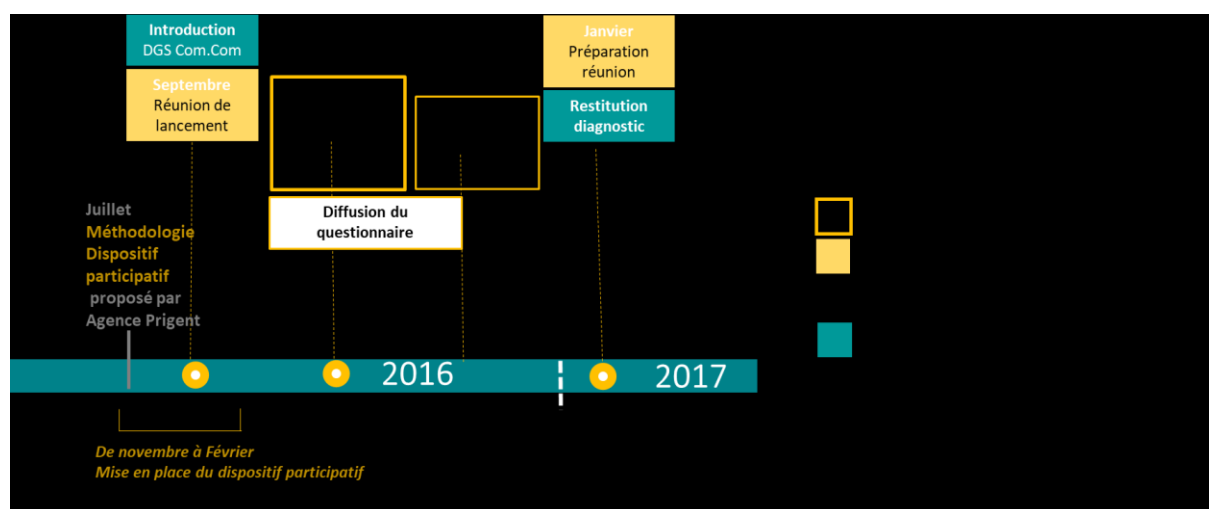 Introduction
DGS Com.Com
Septembre
Réunion de
lancement
Janvier
Préparation
réunion
Restitution
diagnostic
Diffusion du
questionnaire
Juillet
Méthodologie
Dispositif
participatif
proposé par
Agence Prigent
2016
2017
De novembre à Février
Mise en place du dispositif participatif